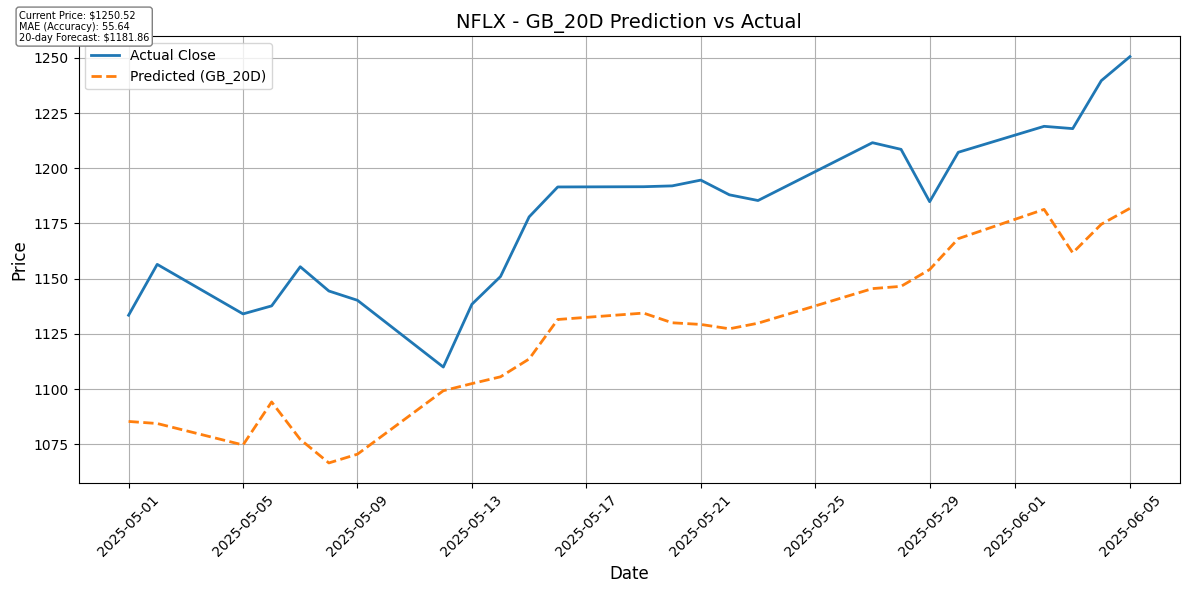 NFLX - GB_20D Prediction vs Actual
Current Price: $1250.52
MAE (Accuracy): 55.64
20-day Forecast: $1181.86
Actual Close
Predicted (GB_20D)
Price
1250
1225
1200
1175
1150
1125
1100
1075
2025-05-01
2025-05-05
2025-05-09
2025-05-13
2025-05-17
2025-05-21
2025-05-25
2025-05-29
2025-06-01
2025-06-05
Date